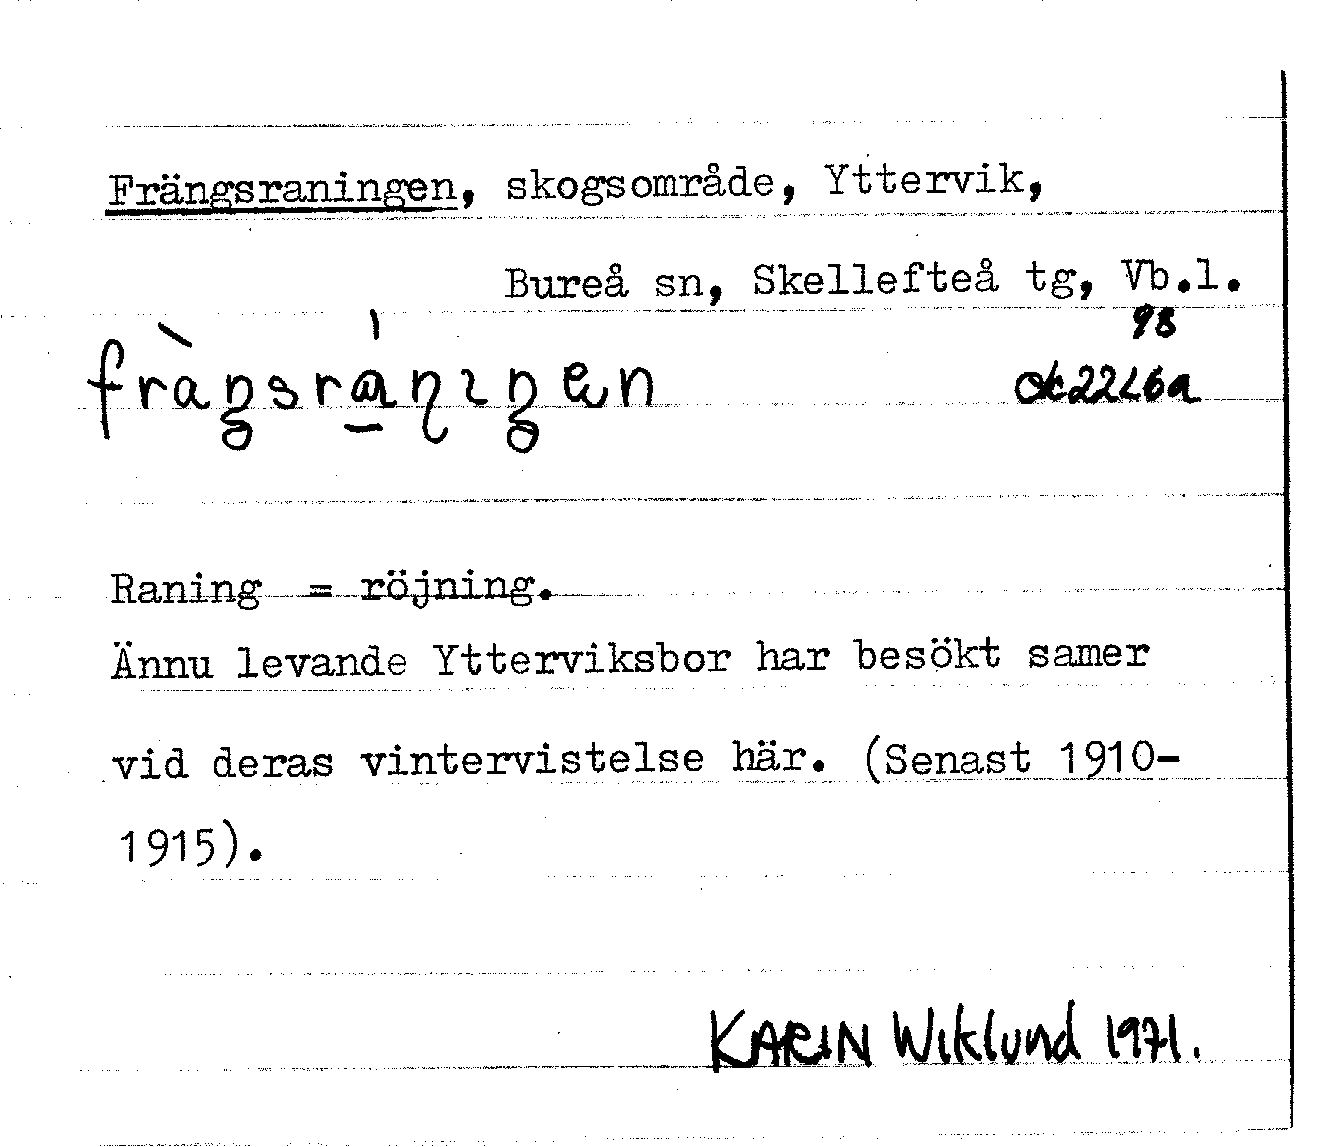 Frängsraningen, skogsområde, Yttervik,
Bureå sn, Skellefteå tg, Vb.l.
98
Raning = röjning.
Ännu levande Ytterviksbor har besökt samer
vid deras vintervistelse här. (Senast 1910-
1915).
KARIN Wiklund 1971.